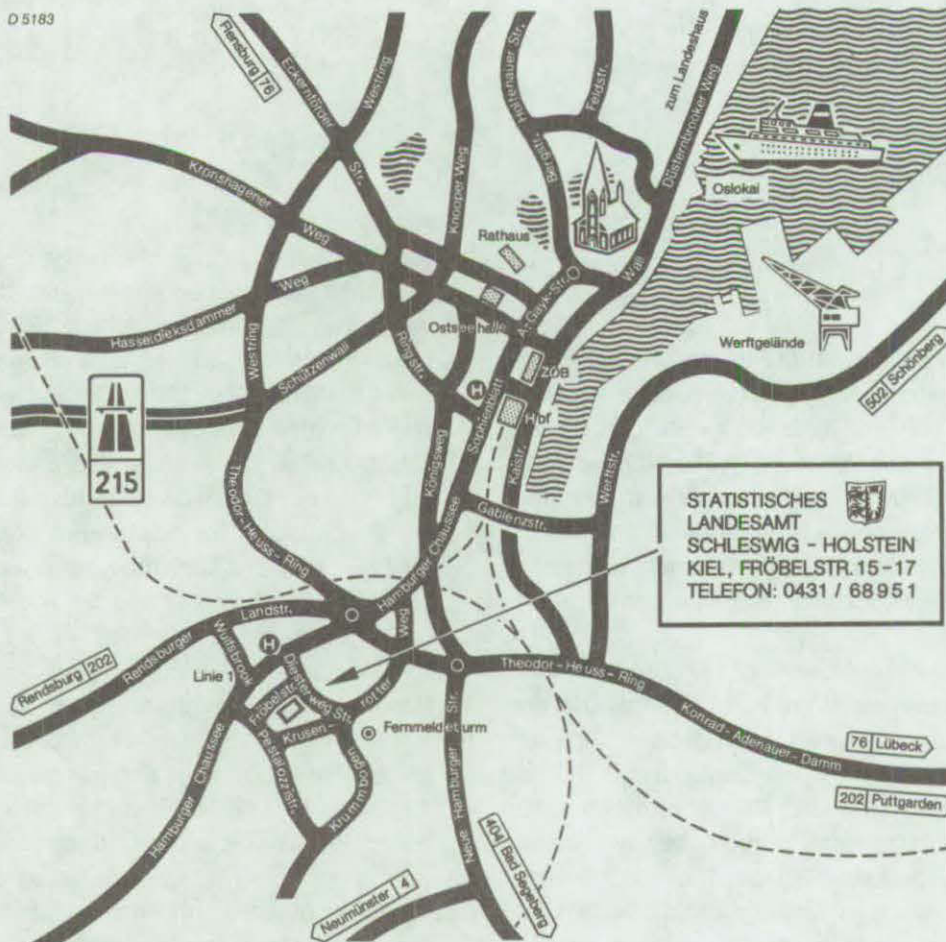 D 5183
Flensburg 76
Eckernförder
Str.
Westring
Knooper Weg
Holtenauer Str.
Feldstr.
Bergstr.
zum Landeshaus
Düsternbrooker Weg
Oslokai
Kronshagener
Weg
Rathaus
Wall
Werftgelände
Hasseldieksdammer
Weg
Ostseehalle
A.-Gayk-Str.
ZOB
502 Schönberg
Westring
Schützenwall
Ringstr.
H
Sophienblatt
Hbf
Kaistr.
Werftstr.
215
Königsweg
Theodor-Heuss-Ring
Gablenzstr.
STATISTISCHES
LANDESAMT
SCHLESWIG - HOLSTEIN
KIEL, FRÖBELSTR. 15-17
TELEFON: 0431 / 68951
Hamburger Chaussee
Landstr.
Rendsburger
Rendsburg 202
Wulfsbrook
H
Linie 1
Weg
Theodor-Heuss-Ring
Diesterweg Str.
Fröbelstr.
Krusen-
rotter
Fernmeldeturm
Konrad-Adenauer-Damm
76 Lübeck
202 Puttgarden
Pestalozzistr.
Krummbogen
Hamburger Chaussee
Neue Hamburger Str.
404 Bad Segeberg
Neumünster 4